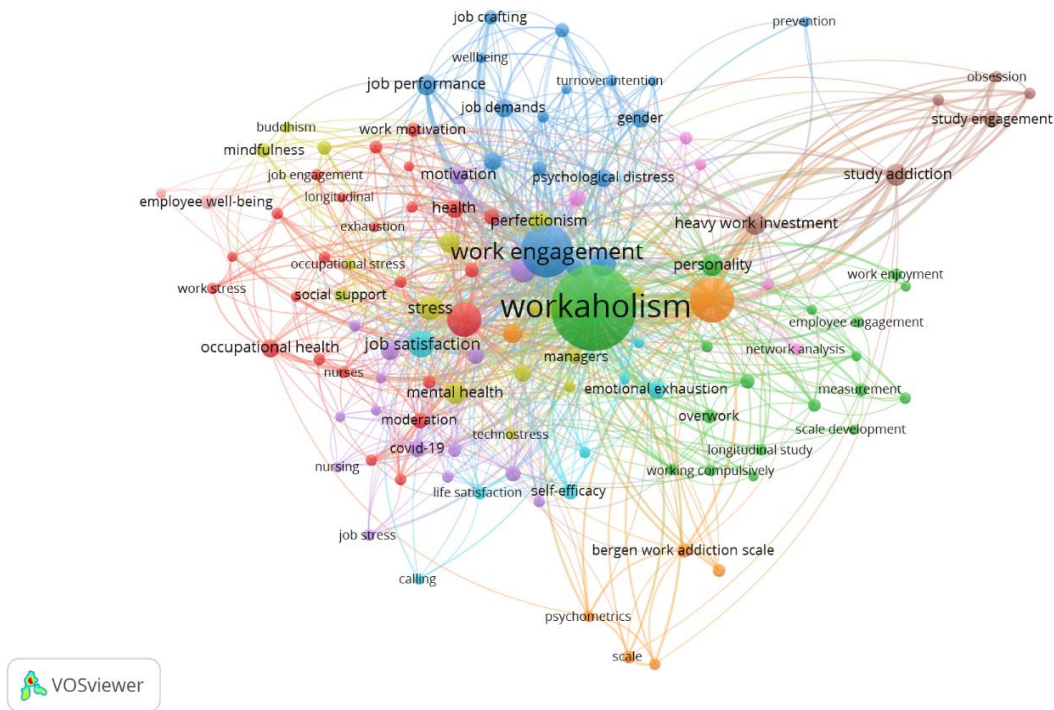 job crafting
prevention
wellbeing
job performance
turnover intention
obsession
job demands
gender
study engagement
buddhism
work motivation
mindfulness
job engagement
motivation
psychological distress
study addiction
employee well-being
longitudinal
health
perfectionism
heavy work investment
exhaustion
work engagement
occupational stress
personality
work enjoyment
work stress
social support
stress
workaholism
employee engagement
occupational health
job satisfaction
managers
network analysis
nurses
mental health
emotional exhaustion
measurement
moderation
overwork
technostress
scale development
covid-19
longitudinal study
nursing
working compulsively
life satisfaction
self-efficacy
job stress
bergen work addiction scale
calling
psychometrics
scale
VOSviewer